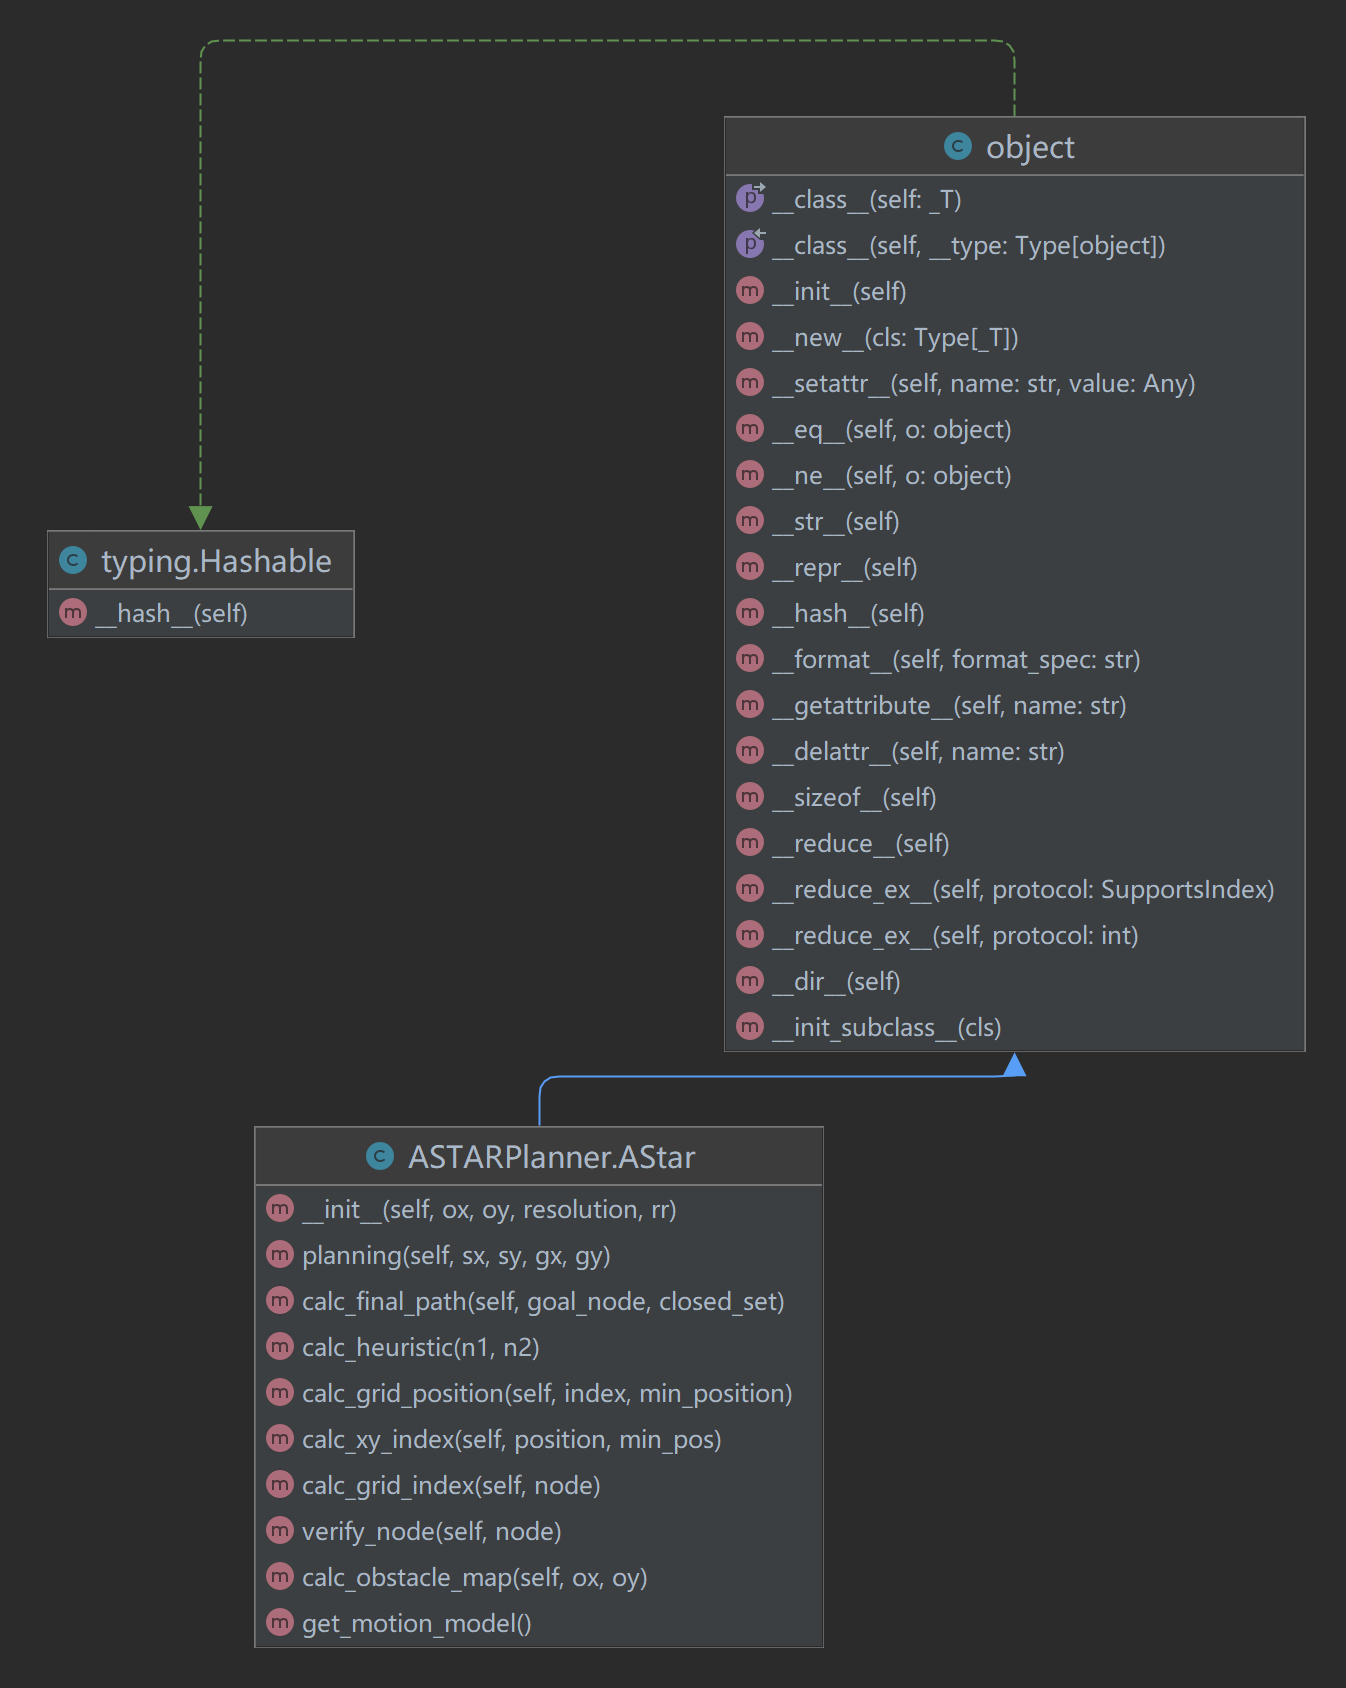 object
__class__(self: _T)
__class__(self, __type: Type[object])
__init__(self)
__new__(cls: Type[_T])
__setattr__(self, name: str, value: Any)
__eq__(self, o: object)
__ne__(self, o: object)
__str__(self)
__repr__(self)
__hash__(self)
__format__(self, format_spec: str)
__getattribute__(self, name: str)
__delattr__(self, name: str)
__sizeof__(self)
__reduce__(self)
__reduce_ex__(self, protocol: SupportsIndex)
__reduce_ex__(self, protocol: int)
__dir__(self)
__init_subclass__(cls)
typing.Hashable
__hash__(self)
ASTARPlanner.AStar
__init__(self, ox, oy, resolution, rr)
planning(self, sx, sy, gx, gy)
calc_final_path(self, goal_node, closed_set)
calc_heuristic(n1, n2)
calc_grid_position(self, index, min_position)
calc_xy_index(self, position, min_pos)
calc_grid_index(self, node)
verify_node(self, node)
calc_obstacle_map(self, ox, oy)
get_motion_model()